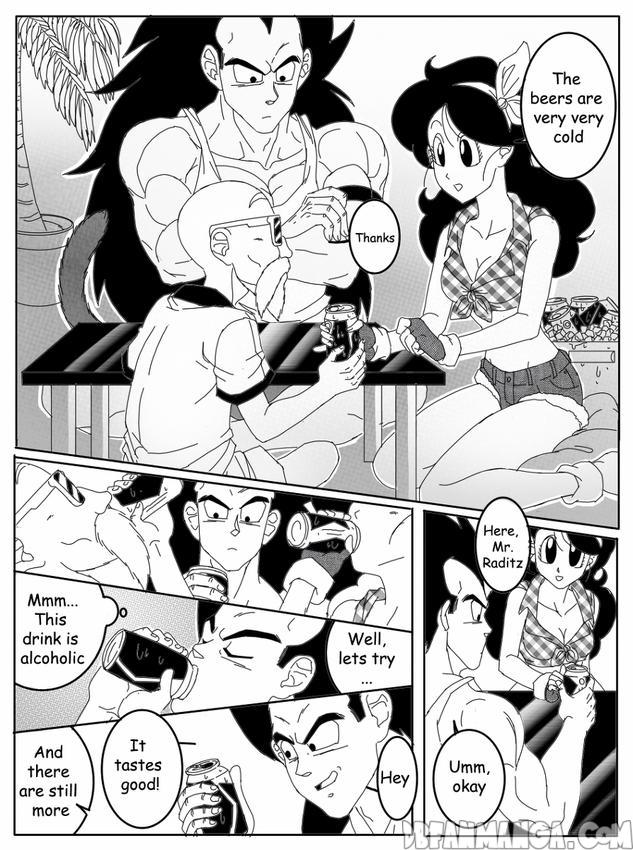 The
beers are
very very
cold
Thanks
Here,
Mr.
Raditz
Umm,
okay
Well,
lets try
...
Mmm...
This
drink is
alcoholic
Hey
It
tastes
good!
And
there
are still
more
DBFANMANGA.COM